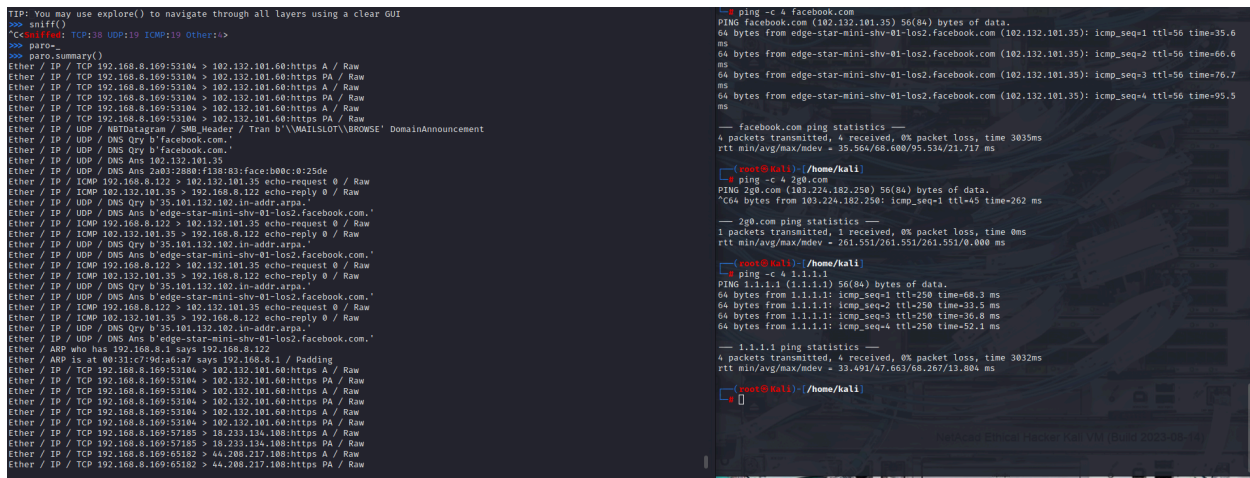 TIP: You may use explore() to navigate through all layers using a clear GUI
>>> sniff()
^C<Sniffed: TCP:38 UDP:19 ICMP:19 Other:4>
>>> paro=_
>>> paro.summary()
Ether / IP / TCP 192.168.8.169:53104 > 102.132.101.60:https A / Raw
Ether / IP / TCP 192.168.8.169:53104 > 102.132.101.60:https PA / Raw
Ether / IP / TCP 192.168.8.169:53104 > 102.132.101.60:https A / Raw
Ether / IP / TCP 192.168.8.169:53104 > 102.132.101.60:https PA / Raw
Ether / IP / TCP 192.168.8.169:53104 > 102.132.101.60:https A / Raw
Ether / IP / TCP 192.168.8.169:53104 > 102.132.101.60:https PA / Raw
Ether / IP / UDP / NBTDatagram / SMB_Header / Tran b'\\MAILSLOT\\BROWSE' DomainAnnouncement
Ether / IP / UDP / DNS Qry b'facebook.com.'
Ether / IP / UDP / DNS Qry b'facebook.com.'
Ether / IP / UDP / DNS Ans 102.132.101.35
Ether / IP / UDP / DNS Ans 2a03:2880:f138:83:face:b00c:0:25de
Ether / IP / ICMP 192.168.8.122 > 102.132.101.35 echo-request 0 / Raw
Ether / IP / ICMP 102.132.101.35 > 192.168.8.122 echo-reply 0 / Raw
Ether / IP / UDP / DNS Qry b'35.101.132.102.in-addr.arpa.'
Ether / IP / UDP / DNS Ans b'edge-star-mini-shv-01-los2.facebook.com.'
Ether / IP / ICMP 192.168.8.122 > 102.132.101.35 echo-request 0 / Raw
Ether / IP / ICMP 102.132.101.35 > 192.168.8.122 echo-reply 0 / Raw
Ether / IP / UDP / DNS Qry b'35.101.132.102.in-addr.arpa.'
Ether / IP / UDP / DNS Ans b'edge-star-mini-shv-01-los2.facebook.com.'
Ether / IP / ICMP 192.168.8.122 > 102.132.101.35 echo-request 0 / Raw
Ether / IP / ICMP 102.132.101.35 > 192.168.8.122 echo-reply 0 / Raw
Ether / IP / UDP / DNS Qry b'35.101.132.102.in-addr.arpa.'
Ether / IP / UDP / DNS Ans b'edge-star-mini-shv-01-los2.facebook.com.'
Ether / IP / ICMP 192.168.8.122 > 102.132.101.35 echo-request 0 / Raw
Ether / IP / ICMP 102.132.101.35 > 192.168.8.122 echo-reply 0 / Raw
Ether / IP / UDP / DNS Qry b'35.101.132.102.in-addr.arpa.'
Ether / IP / UDP / DNS Ans b'edge-star-mini-shv-01-los2.facebook.com.'
Ether / ARP who has 192.168.8.1 says 192.168.8.122
Ether / ARP is at 00:31:c7:9d:a6:a7 says 192.168.8.1 / Padding
Ether / IP / TCP 192.168.8.169:53104 > 102.132.101.60:https A / Raw
Ether / IP / TCP 192.168.8.169:53104 > 102.132.101.60:https PA / Raw
Ether / IP / TCP 192.168.8.169:53104 > 102.132.101.60:https A / Raw
Ether / IP / TCP 192.168.8.169:53104 > 102.132.101.60:https PA / Raw
Ether / IP / TCP 192.168.8.169:53104 > 102.132.101.60:https A / Raw
Ether / IP / TCP 192.168.8.169:53104 > 102.132.101.60:https PA / Raw
Ether / IP / TCP 192.168.8.169:57185 > 18.233.134.108:https A / Raw
Ether / IP / TCP 192.168.8.169:57185 > 18.233.134.108:https PA / Raw
Ether / IP / TCP 192.168.8.169:65182 > 44.208.217.108:https A / Raw
Ether / IP / TCP 192.168.8.169:65182 > 44.208.217.108:https PA / Raw
└─# ping -c 4 facebook.com
PING facebook.com (102.132.101.35) 56(84) bytes of data.
64 bytes from edge-star-mini-shv-01-los2.facebook.com (102.132.101.35): icmp_seq=1 ttl=56 time=35.6
ms
64 bytes from edge-star-mini-shv-01-los2.facebook.com (102.132.101.35): icmp_seq=2 ttl=56 time=66.6
ms
64 bytes from edge-star-mini-shv-01-los2.facebook.com (102.132.101.35): icmp_seq=3 ttl=56 time=76.7
ms
64 bytes from edge-star-mini-shv-01-los2.facebook.com (102.132.101.35): icmp_seq=4 ttl=56 time=95.5
ms
--- facebook.com ping statistics ---
4 packets transmitted, 4 received, 0% packet loss, time 3035ms
rtt min/avg/max/mdev = 35.564/68.600/95.534/21.717 ms
┌──(root㉿Kali)-[/home/kali]
└─# ping -c 4 2g0.com
PING 2g0.com (103.224.182.250) 56(84) bytes of data.
^C64 bytes from 103.224.182.250: icmp_seq=1 ttl=45 time=262 ms
--- 2g0.com ping statistics ---
1 packets transmitted, 1 received, 0% packet loss, time 0ms
rtt min/avg/max/mdev = 261.551/261.551/261.551/0.000 ms
┌──(root㉿Kali)-[/home/kali]
└─# ping -c 4 1.1.1.1
PING 1.1.1.1 (1.1.1.1) 56(84) bytes of data.
64 bytes from 1.1.1.1: icmp_seq=1 ttl=250 time=68.3 ms
64 bytes from 1.1.1.1: icmp_seq=2 ttl=250 time=33.5 ms
64 bytes from 1.1.1.1: icmp_seq=3 ttl=250 time=36.8 ms
64 bytes from 1.1.1.1: icmp_seq=4 ttl=250 time=52.1 ms
--- 1.1.1.1 ping statistics ---
4 packets transmitted, 4 received, 0% packet loss, time 3032ms
rtt min/avg/max/mdev = 33.491/47.663/68.267/13.804 ms
┌──(root㉿Kali)-[/home/kali]
└─#
NetAcad Ethical Hacker Kali VM (Build 2023-08-14)